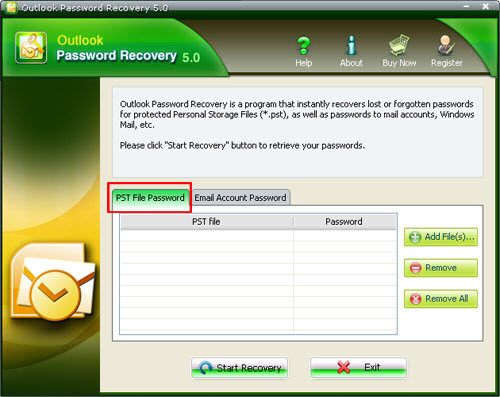 Outlook Password Recovery 5.0
Outlook
Password Recovery 5.0
Help
About
Buy Now
Register
Outlook Password Recovery is a program that instantly recovers lost or forgotten passwords
for protected Personal Storage Files (*.pst), as well as passwords to mail accounts, Windows
Mail, etc.
Please click "Start Recovery" button to retrieve your passwords.
PST File Password
Email Account Password
PST file
Password
Add File(s)...
Remove
Remove All
Start Recovery
Exit